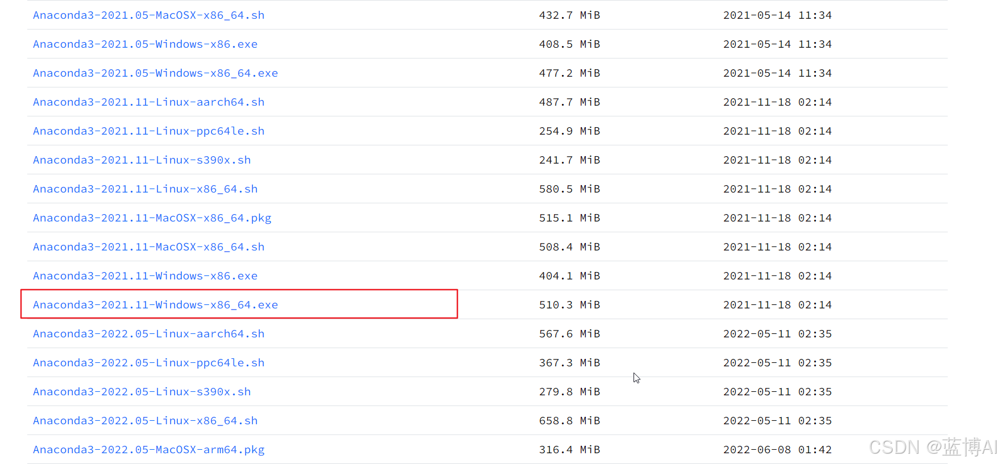 Anaconda3-2021.05-MacOSX-x86_64.sh 432.7 MiB 2021-05-14 11:34
Anaconda3-2021.05-Windows-x86.exe 408.5 MiB 2021-05-14 11:34
Anaconda3-2021.05-Windows-x86_64.exe 477.2 MiB 2021-05-14 11:34
Anaconda3-2021.11-Linux-aarch64.sh 487.7 MiB 2021-11-18 02:14
Anaconda3-2021.11-Linux-ppc64le.sh 254.9 MiB 2021-11-18 02:14
Anaconda3-2021.11-Linux-s390x.sh 241.7 MiB 2021-11-18 02:14
Anaconda3-2021.11-Linux-x86_64.sh 580.5 MiB 2021-11-18 02:14
Anaconda3-2021.11-MacOSX-x86_64.pkg 515.1 MiB 2021-11-18 02:14
Anaconda3-2021.11-MacOSX-x86_64.sh 508.4 MiB 2021-11-18 02:14
Anaconda3-2021.11-Windows-x86.exe 404.1 MiB 2021-11-18 02:14
Anaconda3-2021.11-Windows-x86_64.exe 510.3 MiB 2021-11-18 02:14
Anaconda3-2022.05-Linux-aarch64.sh 567.6 MiB 2022-05-11 02:35
Anaconda3-2022.05-Linux-ppc64le.sh 367.3 MiB 2022-05-11 02:35
Anaconda3-2022.05-Linux-s390x.sh 279.8 MiB 2022-05-11 02:35
Anaconda3-2022.05-Linux-x86_64.sh 658.8 MiB 2022-05-11 02:35
Anaconda3-2022.05-MacOSX-arm64.pkg 316.4 MiB 2022-06-08 01:42
CSDN @蓝博AI